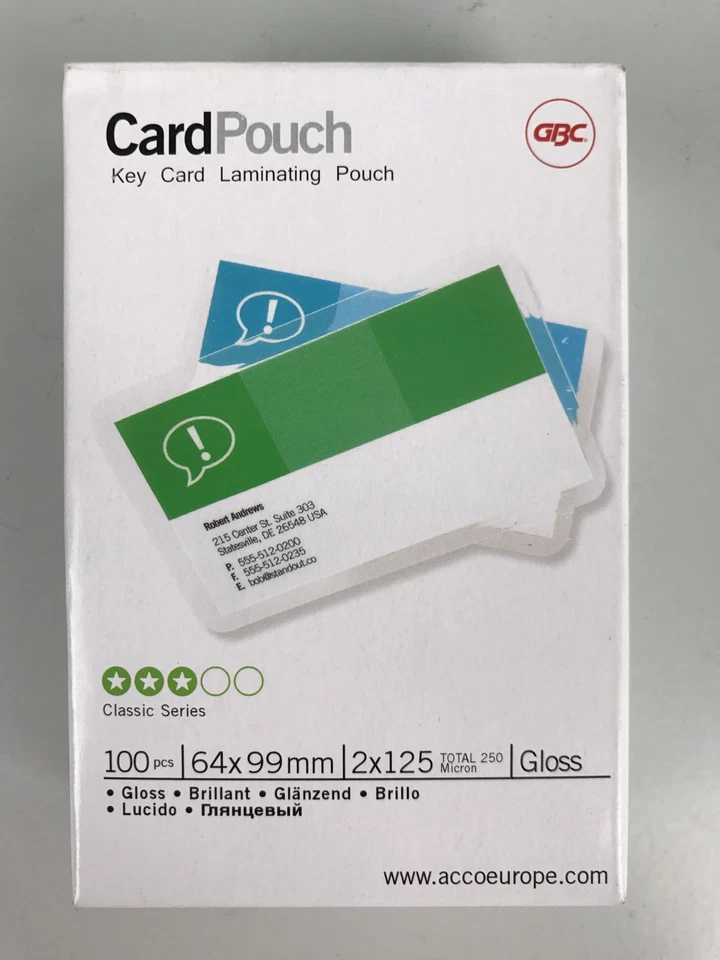 CardPouch
GBC
Key Card Laminating Pouch
!
!
Robert Andrews
215 Center St. Suite 303
Statesville, DE 26548 USA
P. 555-512-0200
F. 555-512-0235
E. bob@standout.co
Classic Series
100 pcs | 64x99mm | 2x125 TOTAL 250 Micron | Gloss
• Gloss • Brillant • Glänzend • Brillo
• Lucido • Глянцевый
www.accoeurope.com